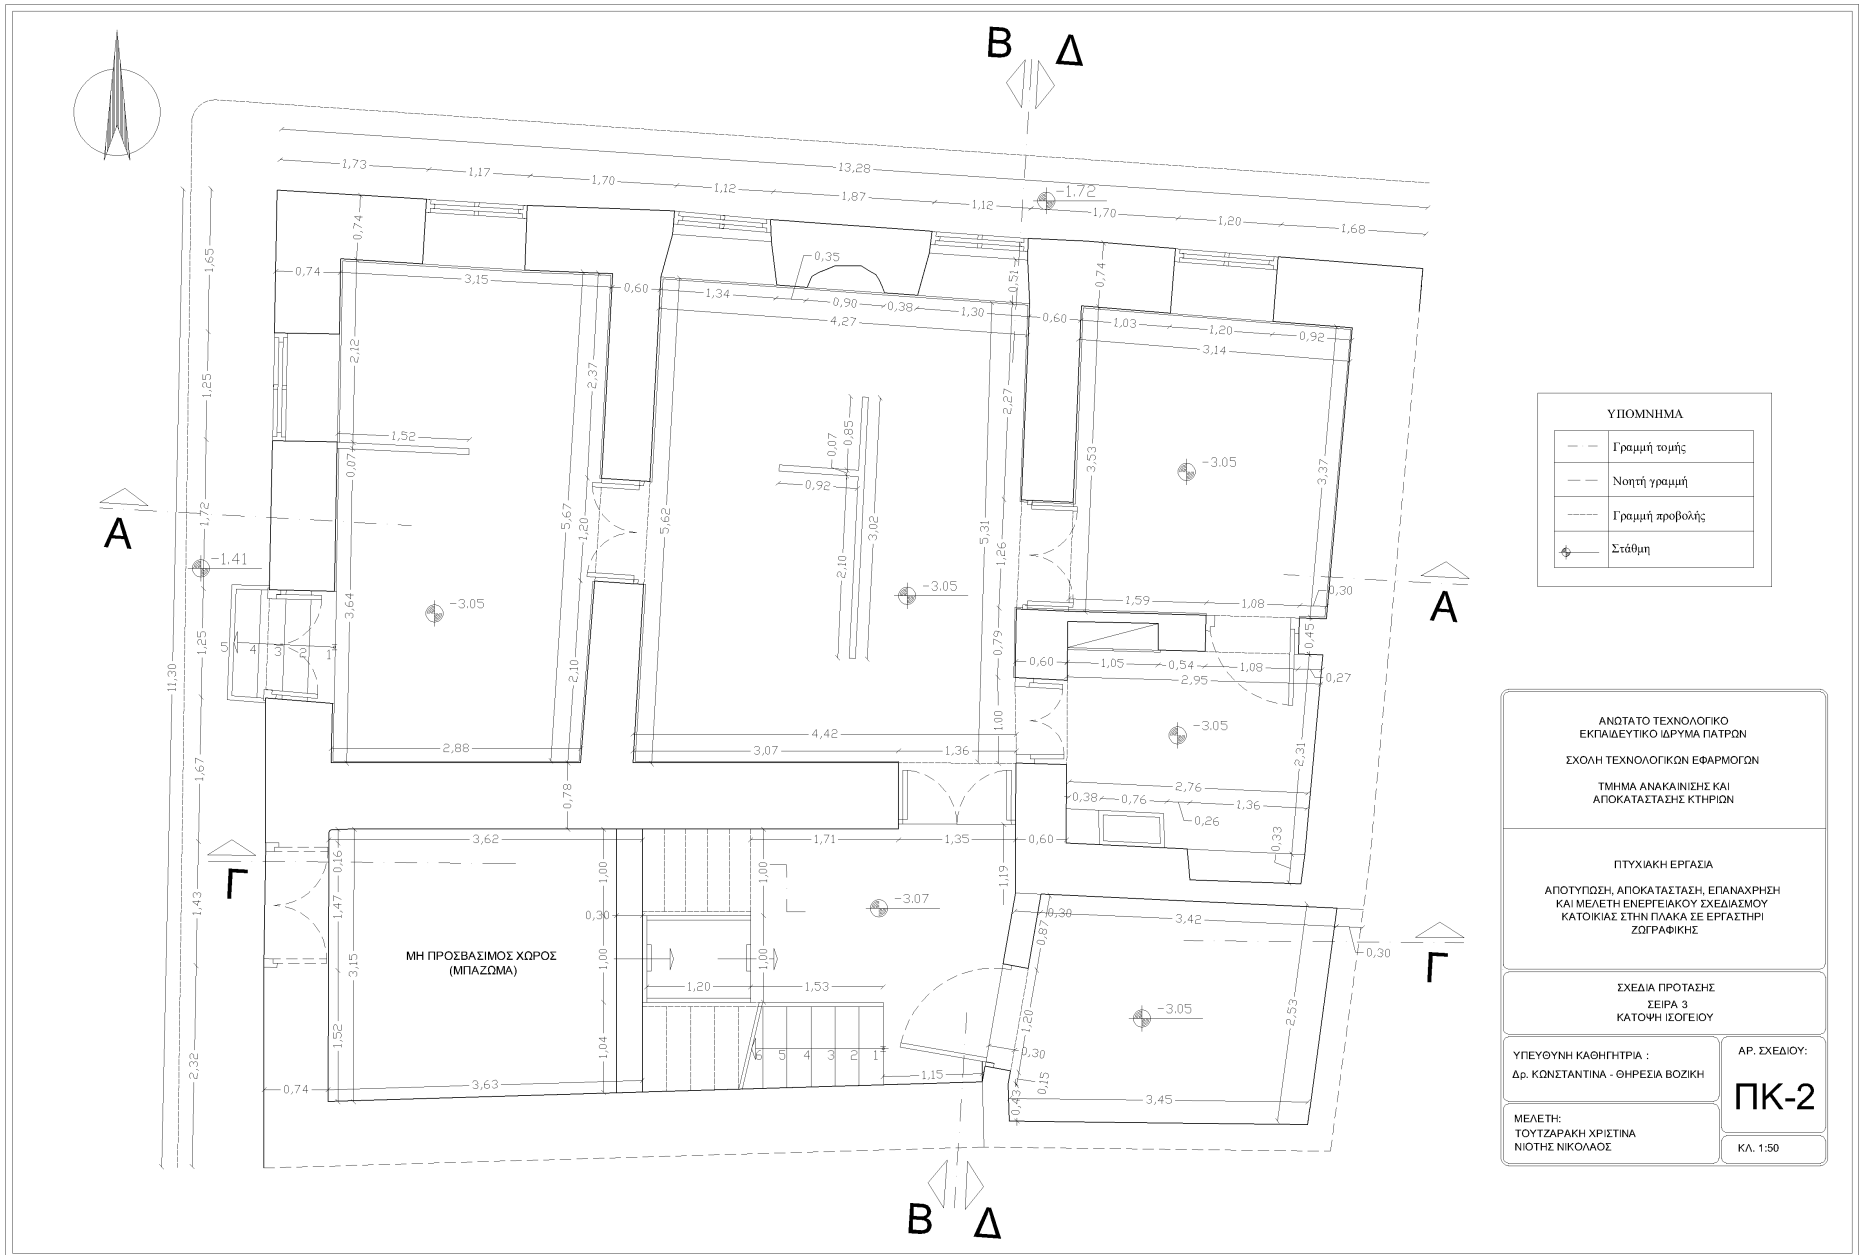 Β Δ
13,28
1,73 1,17 1,70 1,12 1,87 1,12 1,70 1,20 1,68
-1.72
0,74
0,74
0,74
0,51
0,35
3,15
0,60
1,34
0,90
0,38
1,30
4,27
0,60
1,03
1,20
0,92
3,14
1,65
1,25
1,72
1,25
11,30
1,67
1,43
2,32
2,12
1,52
0,07
3,64
2,37
5,67
1,20
2,10
5,62
0,85
0,07
0,92
3,02
2,10
2,27
5,31
1,26
0,79
1.00
3,53
3,37
-3.05
-3.05
-3.05
-1.41
Α
Α
5 4 3 2 1
1,59
1,08
0,30
0,45
0,60
1,05
0,54
1,08
2,95
0,27
-3.05
2,31
2,88
4,42
3,07
1,36
2,76
0,38
0,76
1,36
0,26
0,33
0,78
3,62
1,71
1,35
0,60
1,19
Γ
Γ
0,16
1,47
3,15
1,52
1,00
1,00
1,04
0,30
1,00
1,00
-3.07
ΜΗ ΠΡΟΣΒΑΣΙΜΟΣ ΧΩΡΟΣ
(ΜΠΑΖΩΜΑ)
1,20
1,53
6 5 4 3 2 1
1,15
0,74
3,63
0,30
3,42
0,87
0,30
1,20
2,53
-3.05
0,30
0,15
0,43
3,45
Β Δ
ΥΠΟΜΝΗΜΑ
Γραμμή τομής
Νοητή γραμμή
Γραμμή προβολής
Στάθμη
ΑΝΩΤΑΤΟ ΤΕΧΝΟΛΟΓΙΚΟ
ΕΚΠΑΙΔΕΥΤΙΚΟ ΙΔΡΥΜΑ ΠΑΤΡΩΝ
ΣΧΟΛΗ ΤΕΧΝΟΛΟΓΙΚΩΝ ΕΦΑΡΜΟΓΩΝ
ΤΜΗΜΑ ΑΝΑΚΑΙΝΙΣΗΣ ΚΑΙ
ΑΠΟΚΑΤΑΣΤΑΣΗΣ ΚΤΗΡΙΩΝ
ΠΤΥΧΙΑΚΗ ΕΡΓΑΣΙΑ
ΑΠΟΤΥΠΩΣΗ, ΑΠΟΚΑΤΑΣΤΑΣΗ, ΕΠΑΝΑΧΡΗΣΗ
ΚΑΙ ΜΕΛΕΤΗ ΕΝΕΡΓΕΙΑΚΟΥ ΣΧΕΔΙΑΣΜΟΥ
ΚΑΤΟΙΚΙΑΣ ΣΤΗΝ ΠΛΑΚΑ ΣΕ ΕΡΓΑΣΤΗΡΙ
ΖΩΓΡΑΦΙΚΗΣ
ΣΧΕΔΙΑ ΠΡΟΤΑΣΗΣ
ΣΕΙΡΑ 3
ΚΑΤΟΨΗ ΙΣΟΓΕΙΟΥ
ΥΠΕΥΘΥΝΗ ΚΑΘΗΓΗΤΡΙΑ :
Δρ. ΚΩΝΣΤΑΝΤΙΝΑ - ΘΗΡΕΣΙΑ ΒΟΖΙΚΗ
ΑΡ. ΣΧΕΔΙΟΥ:
ΠΚ-2
ΜΕΛΕΤΗ:
ΤΟΥΤΖΑΡΑΚΗ ΧΡΙΣΤΙΝΑ
ΝΙΟΤΗΣ ΝΙΚΟΛΑΟΣ
ΚΛ. 1:50